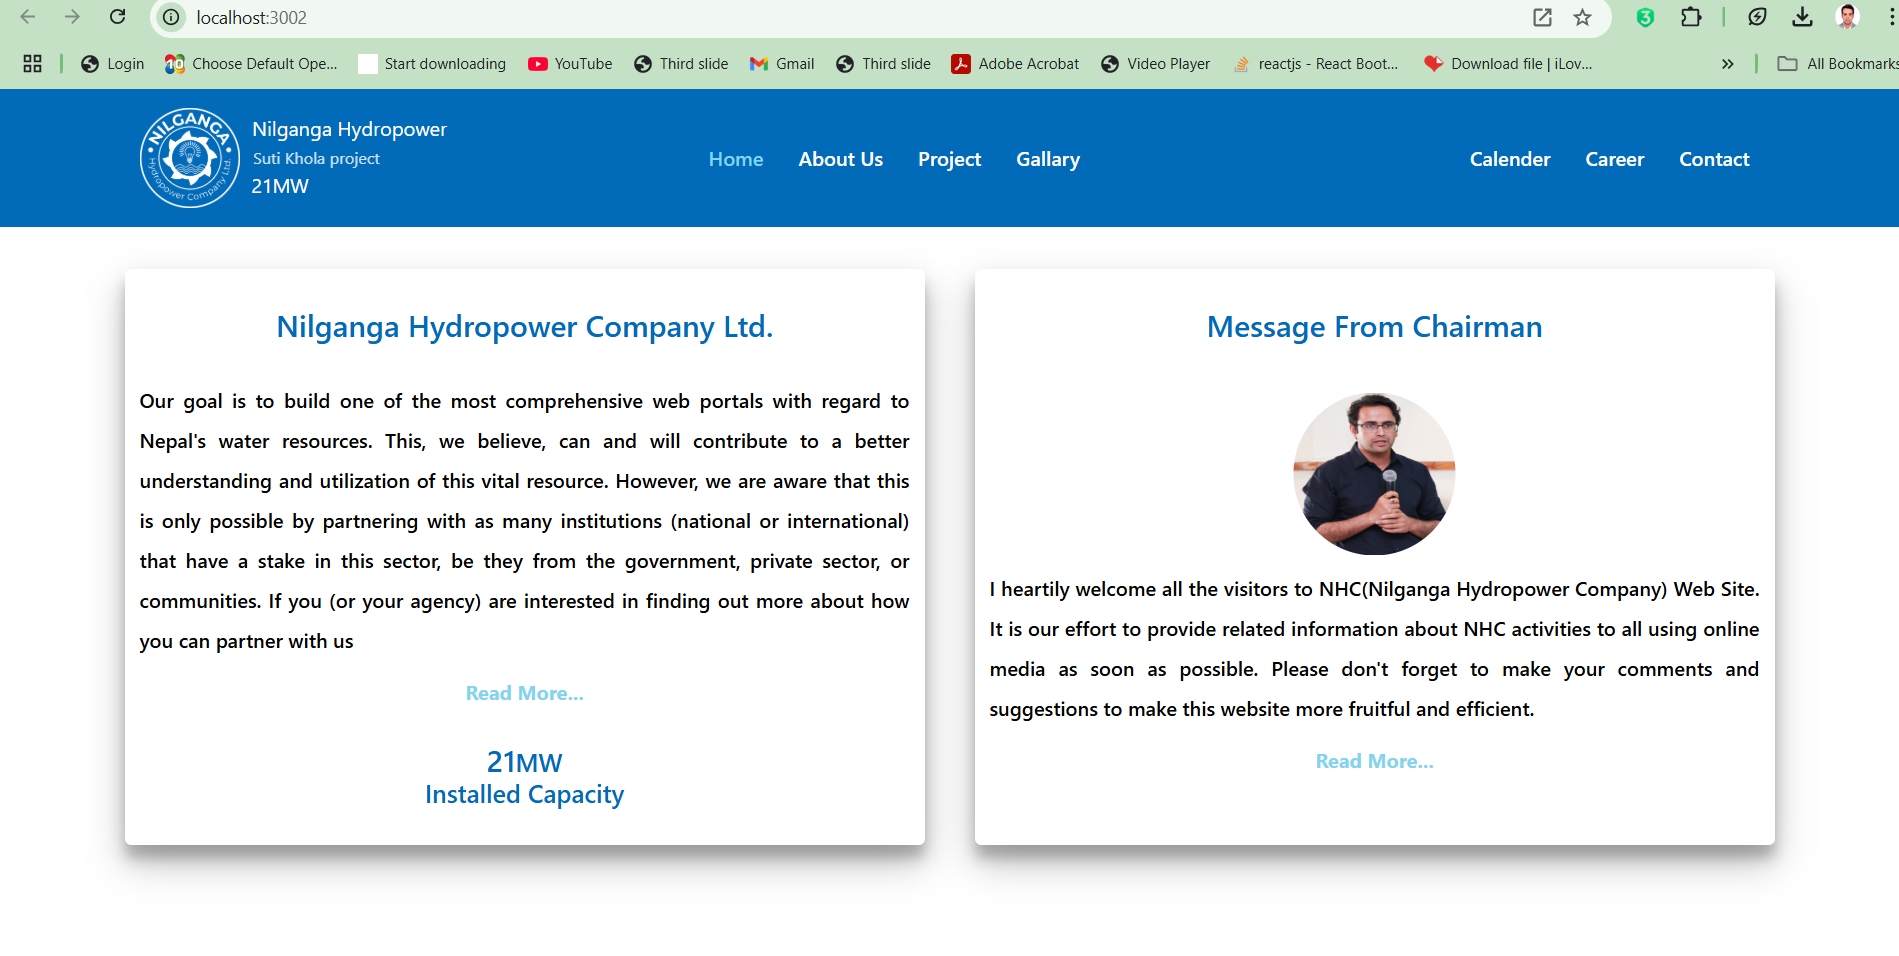 localhost:3002
Login
Choose Default Ope...
Start downloading
YouTube
Third slide
Gmail
Third slide
Adobe Acrobat
Video Player
reactjs - React Boot...
Download file | iLov...
»
All Bookmarks
NILGANGA
Hydropower Company Ltd.
Nilganga Hydropower
Suti Khola project
21MW
Home
About Us
Project
Gallary
Calender
Career
Contact
Nilganga Hydropower Company Ltd.
Our goal is to build one of the most comprehensive web portals with regard to
Nepal's water resources. This, we believe, can and will contribute to a better
understanding and utilization of this vital resource. However, we are aware that this
is only possible by partnering with as many institutions (national or international)
that have a stake in this sector, be they from the government, private sector, or
communities. If you (or your agency) are interested in finding out more about how
you can partner with us
Read More...
21MW
Installed Capacity
Message From Chairman
I heartily welcome all the visitors to NHC(Nilganga Hydropower Company) Web Site.
It is our effort to provide related information about NHC activities to all using online
media as soon as possible. Please don't forget to make your comments and
suggestions to make this website more fruitful and efficient.
Read More...